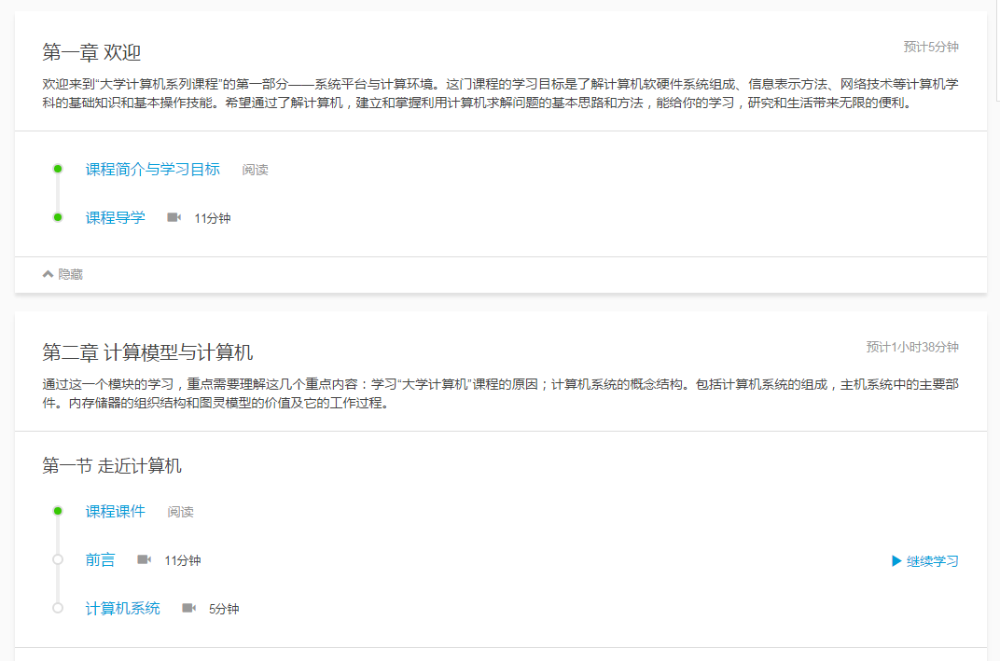 第一章 欢迎
预计5分钟
欢迎来到“大学计算机系列课程”的第一部分——系统平台与计算环境。这门课程的学习目标是了解计算机软硬件系统组成、信息表示方法、网络技术等计算机学
科的基础知识和基本操作技能。希望通过了解计算机，建立和掌握利用计算机求解问题的基本思路和方法，能给你的学习，研究和生活带来无限的便利。
课程简介与学习目标 阅读
课程导学 11分钟
隐藏
第二章 计算模型与计算机
预计1小时38分钟
通过这一个模块的学习，重点需要理解这几个重点内容：学习“大学计算机”课程的原因；计算机系统的概念结构。包括计算机系统的组成，主机系统中的主要部
件。内存储器的组织结构和图灵模型的价值及它的工作过程。
第一节 走近计算机
课程课件 阅读
前言 11分钟 继续学习
计算机系统 5分钟